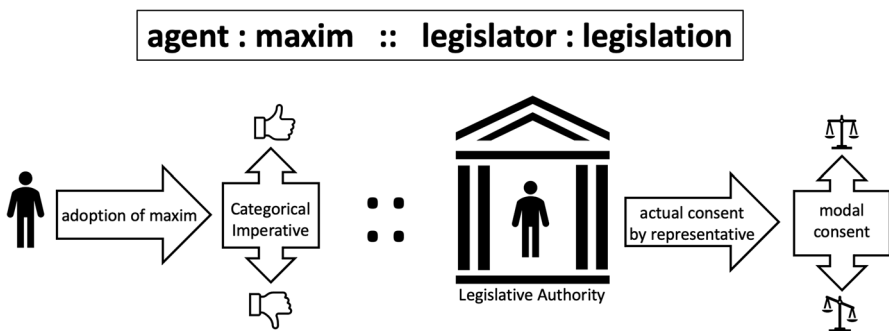 agent : maxim :: legislator : legislation
adoption of maxim
Categorical
Imperative
::
Legislative Authority
actual consent
by representative
modal
consent